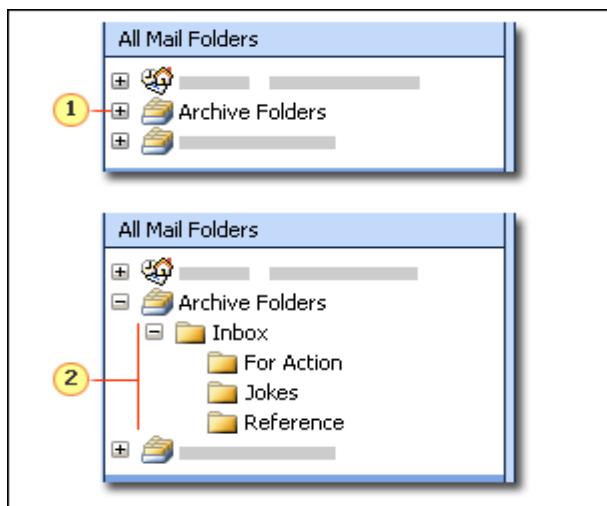 All Mail Folders
1
Archive Folders
All Mail Folders
Archive Folders
Inbox
2
For Action
Jokes
Reference